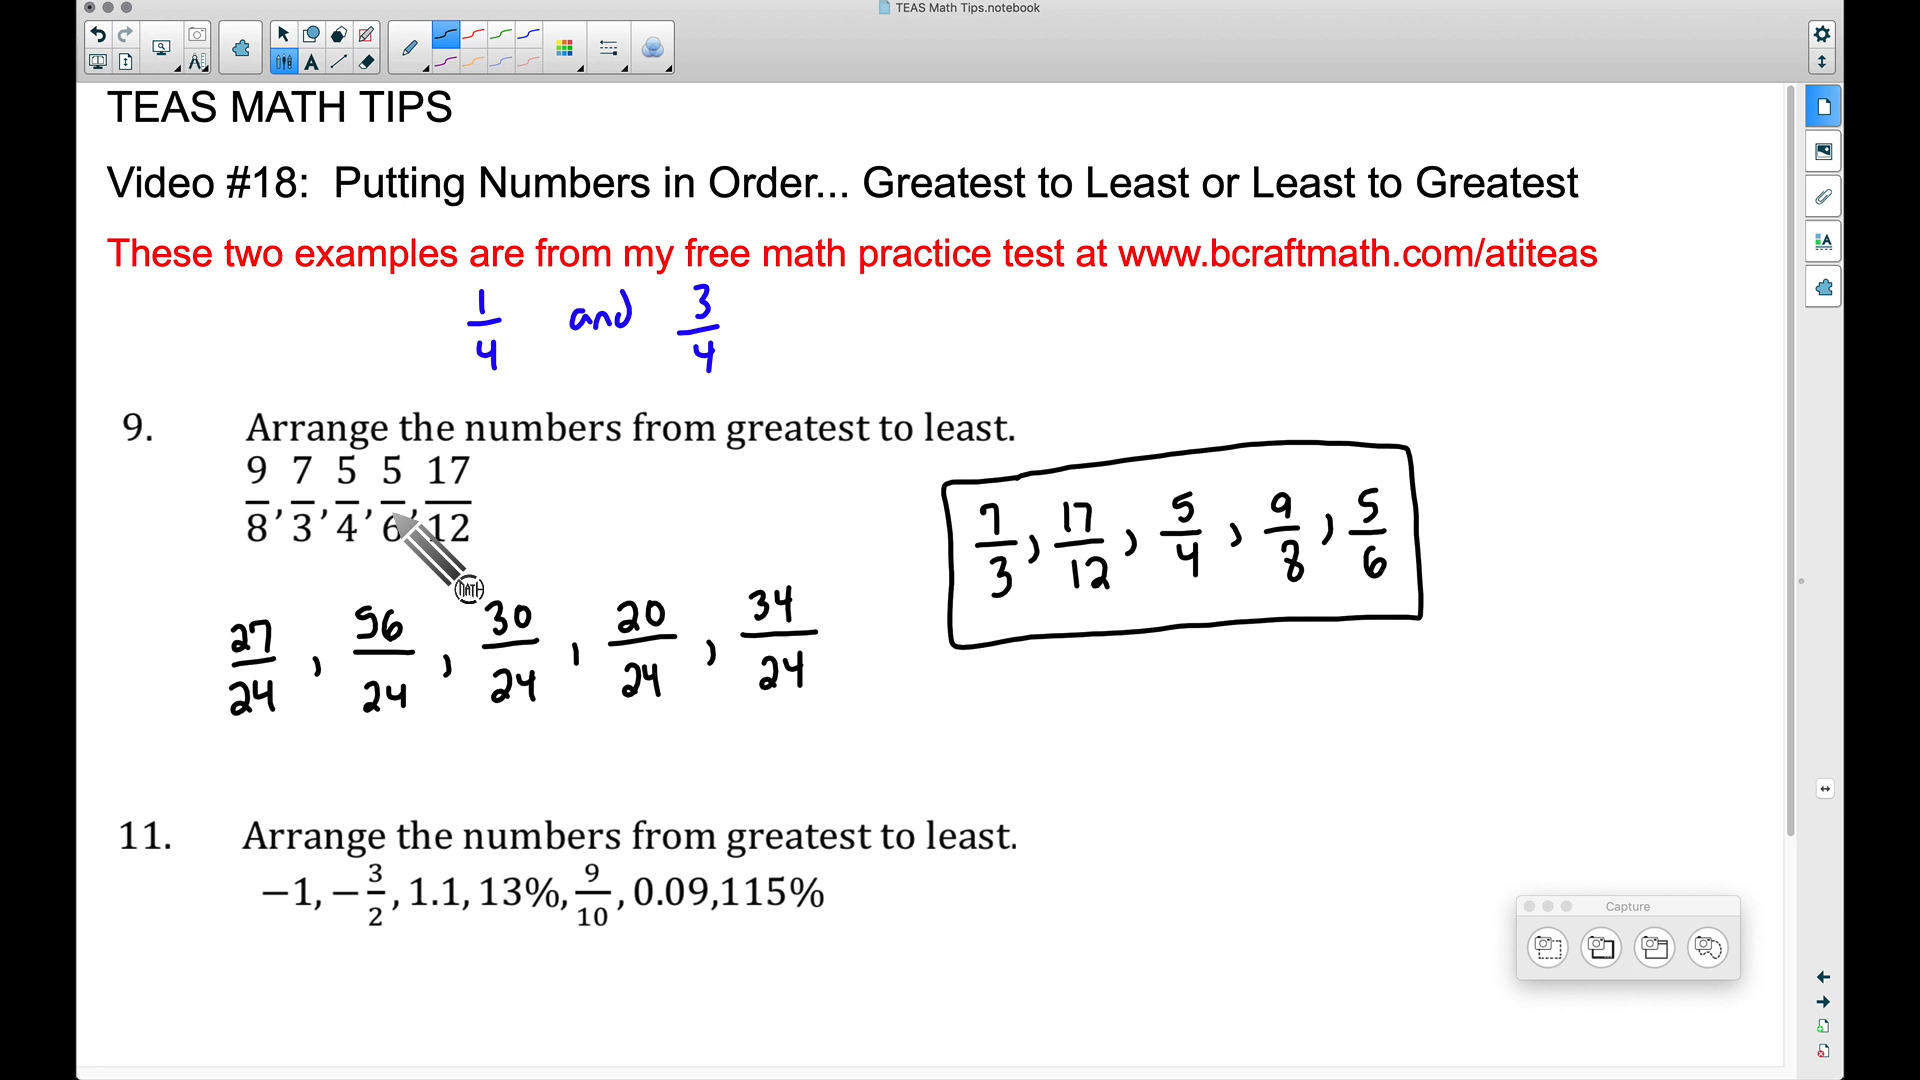 TEAS Math Tips.notebook
TEAS MATH TIPS
Video #18: Putting Numbers in Order... Greatest to Least or Least to Greatest
These two examples are from my free math practice test at www.bcraftmath.com/atiteas
1/4 and 3/4
9. Arrange the numbers from greatest to least.
9/8, 7/3, 5/4, 5/6, 17/12
MATH
27/24, 56/24, 30/24, 20/24, 34/24
7/3, 17/12, 5/4, 9/8, 5/6
11. Arrange the numbers from greatest to least.
−1, −3/2, 1.1, 13%, 9/10, 0.09, 115%
Capture